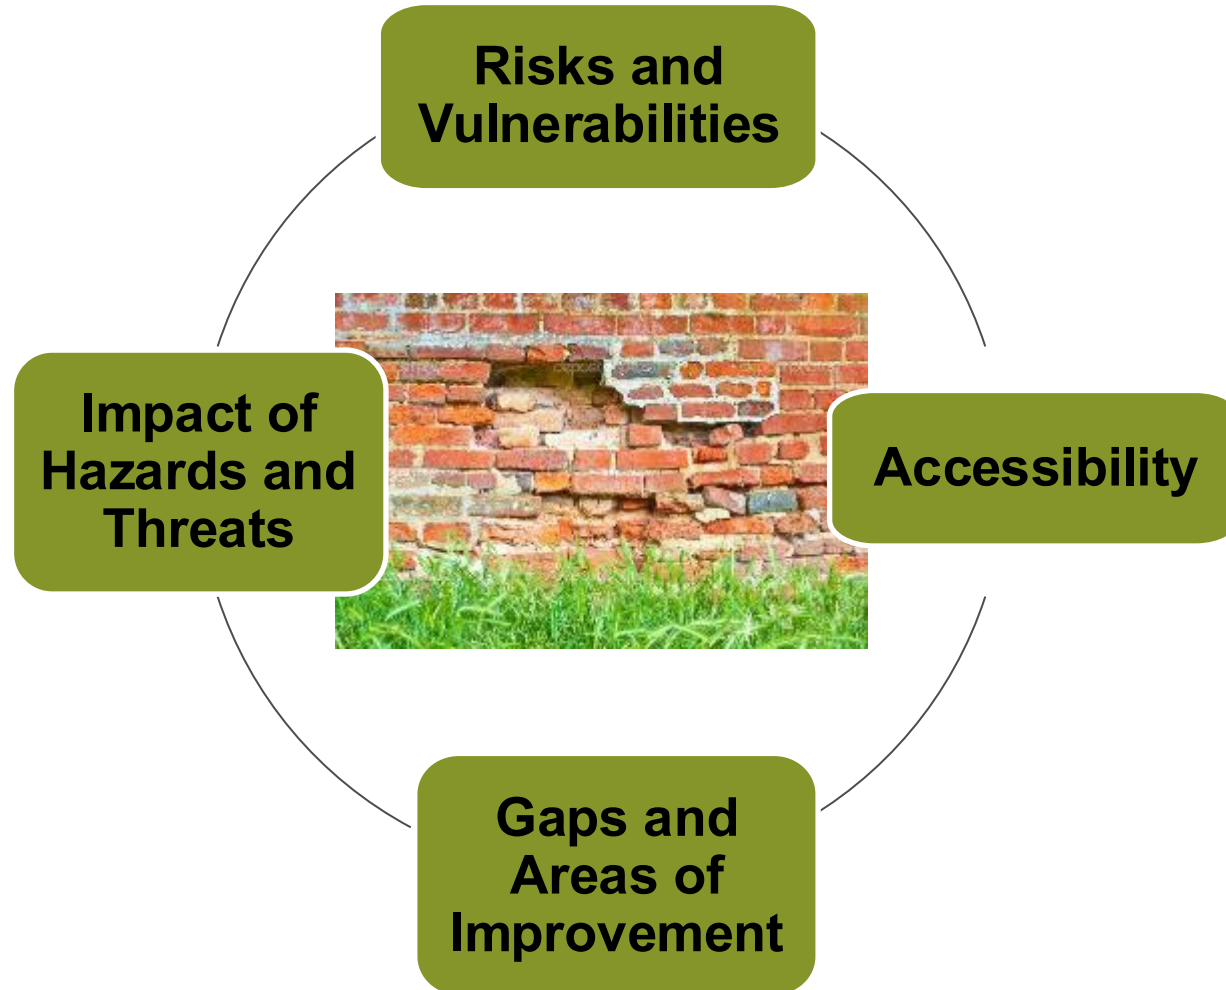 Risks and
Vulnerabilities
Impact of
Hazards and
Threats
Accessibility
Gaps and
Areas of
Improvement